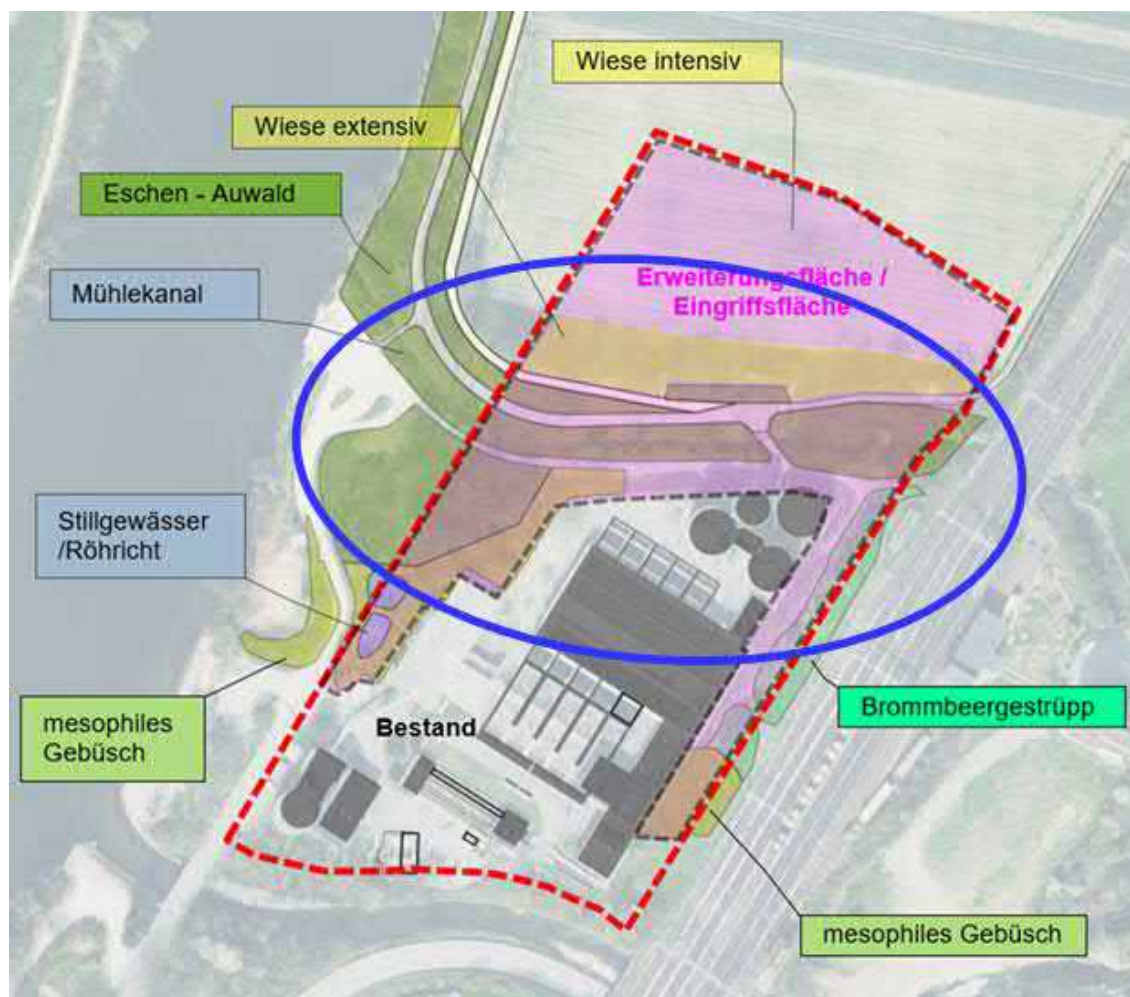 Wiese intensiv
Wiese extensiv
Eschen - Auwald
Erweiterungsfläche /
Eingriffsfläche
Mühlekanal
Stillgewässer
/Röhricht
Brommbeergestrüpp
mesophiles
Gebüsch
Bestand
mesophiles Gebüsch